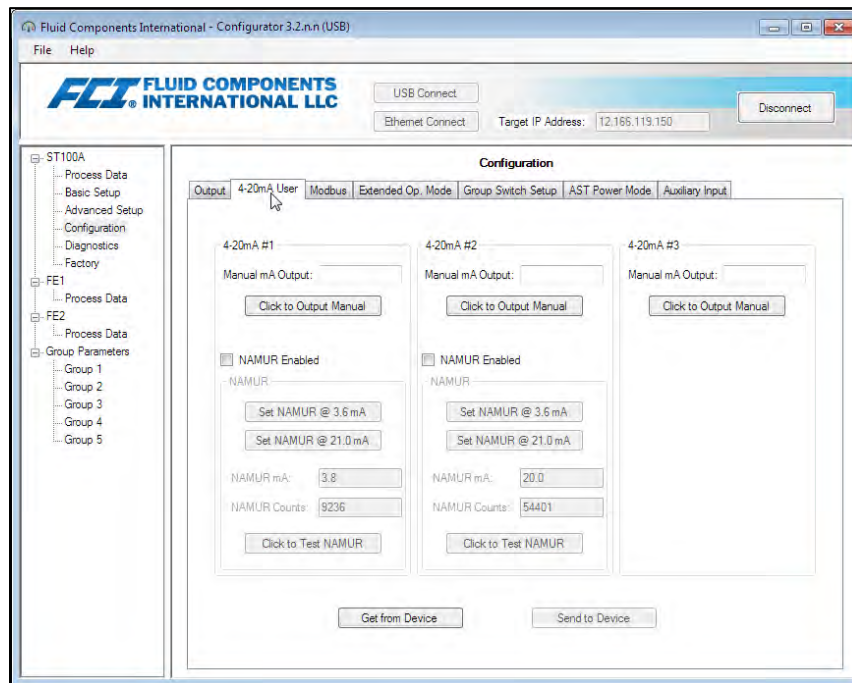 Fluid Components International - Configurator 3.2.n.n (USB)
File Help
FCI ® FLUID COMPONENTS
INTERNATIONAL LLC
USB Connect
Ethernet Connect
Target IP Address: 12.165.119.150
Disconnect
ST100A
Process Data
Basic Setup
Advanced Setup
Configuration
Diagnostics
Factory
FE1
Process Data
FE2
Process Data
Group Parameters
Group 1
Group 2
Group 3
Group 4
Group 5
Configuration
Output 4-20mA User Modbus Extended Op. Mode Group Switch Setup AST Power Mode Auxiliary Input
4-20mA #1
Manual mA Output:
Click to Output Manual
NAMUR Enabled
NAMUR
Set NAMUR @ 3.6 mA
Set NAMUR @ 21.0 mA
NAMUR mA: 3.8
NAMUR Counts: 9236
Click to Test NAMUR
4-20mA #2
Manual mA Output:
Click to Output Manual
NAMUR Enabled
NAMUR
Set NAMUR @ 3.6 mA
Set NAMUR @ 21.0 mA
NAMUR mA: 20.0
NAMUR Counts: 54401
Click to Test NAMUR
4-20mA #3
Manual mA Output:
Click to Output Manual
Get from Device
Send to Device